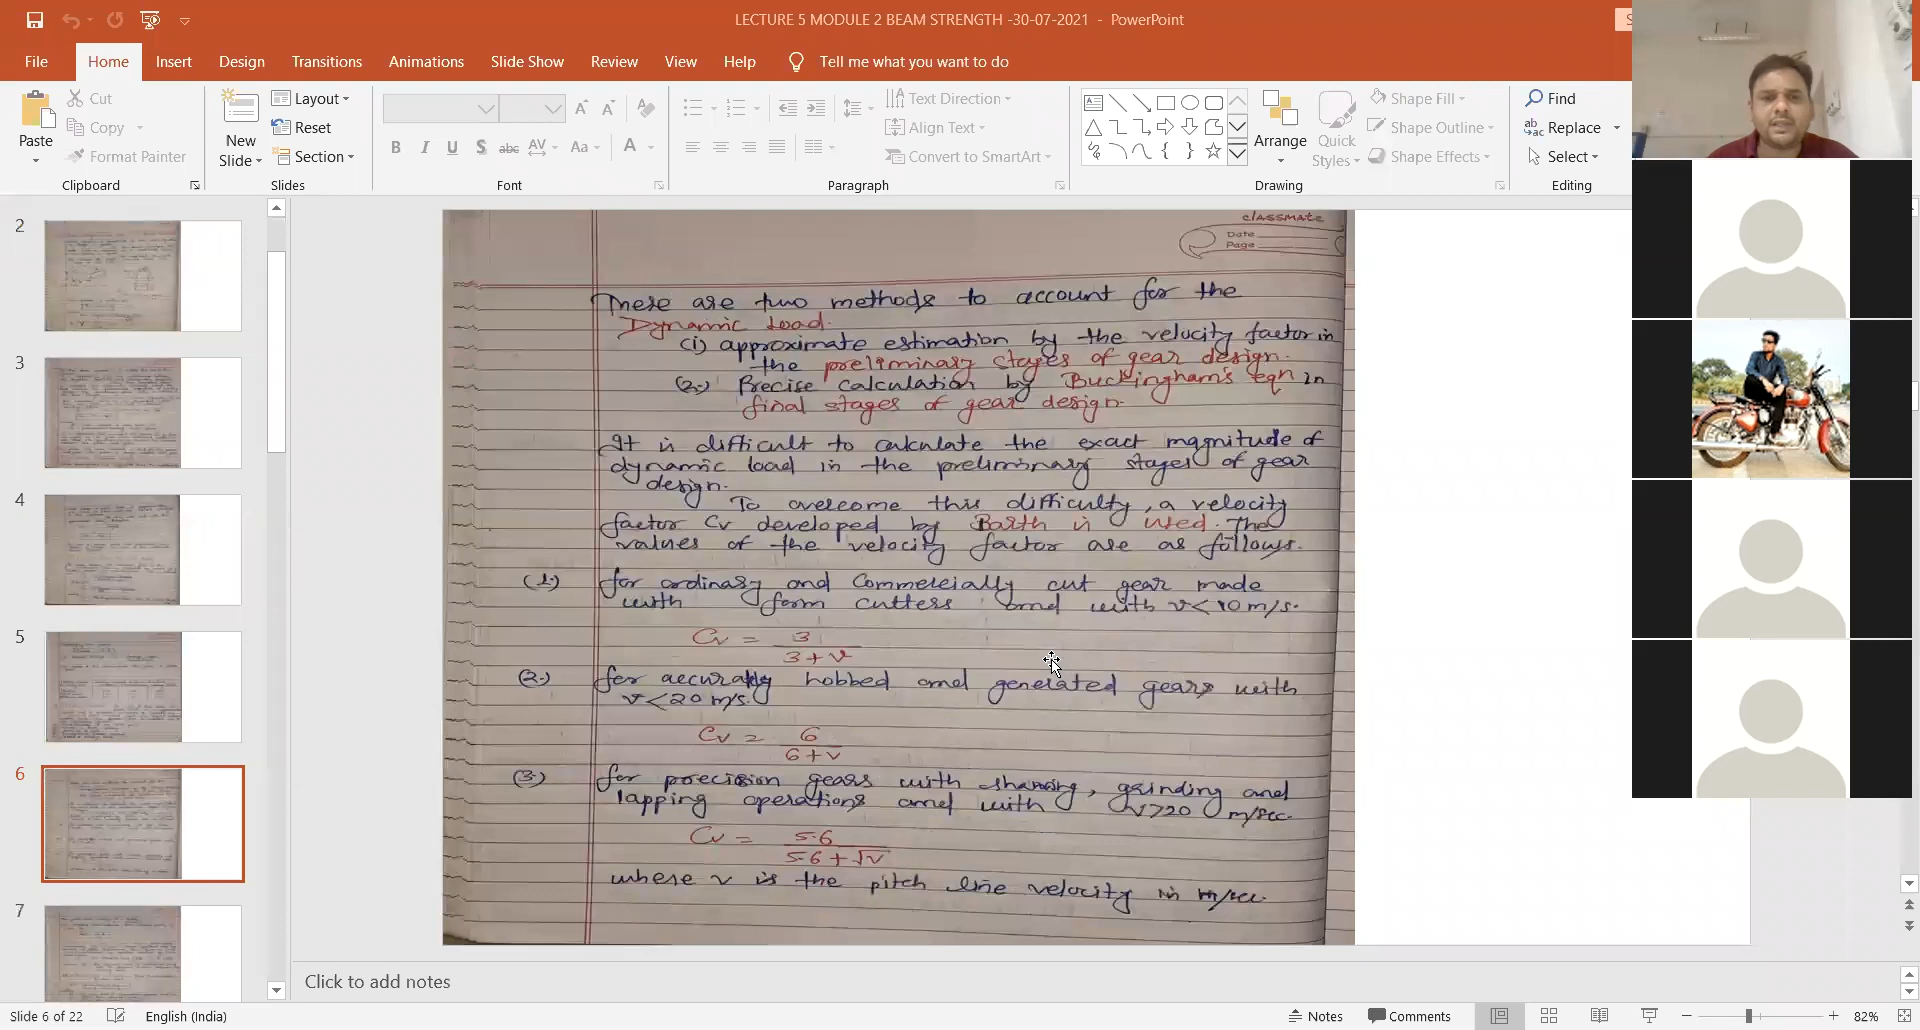 LECTURE 5 MODULE 2 BEAM STRENGTH -30-07-2021 - PowerPoint
File Home Insert Design Transitions Animations Slide Show Review View Help Tell me what you want to do
Paste
Cut
Copy
Format Painter
Clipboard
New Slide
Layout
Reset
Section
Slides
B I U S abc AV Aa A
Font
Text Direction
Align Text
Convert to SmartArt
Paragraph
Arrange
Quick Styles
Shape Fill
Shape Outline
Shape Effects
Drawing
Find
Replace
Select
Editing
2
3
4
5
6
7
classmate
Date
Page
There are two methods to account for the
Dynamic Load.
(i) approximate estimation by the velocity factor in
the preliminary stages of gear design.
(2.) Precise calculation by Buckingham's eqn in
final stages of gear design.
It is difficult to calculate the exact magnitude of
dynamic load in the preliminary stages of gear
design.
To overcome this difficulty, a velocity
factor Cv developed by Barth is used. The
values of the velocity factor are as follows.
(1.) for ordinary and Commercially cut gear made
with form cutters and with v<10 m/s.
Cv = 3
3+v
(2.) for accurately hobbed and generated gears with
v<20 m/s.
Cv = 6
6+v
(3.) for precision gears with shaving, grinding and
lapping operations and with v>20 m/sec.
Cv = 5.6
5.6+√v
where v is the pitch line velocity in m/sec.
Click to add notes
Slide 6 of 22 English (India) Notes Comments 82%